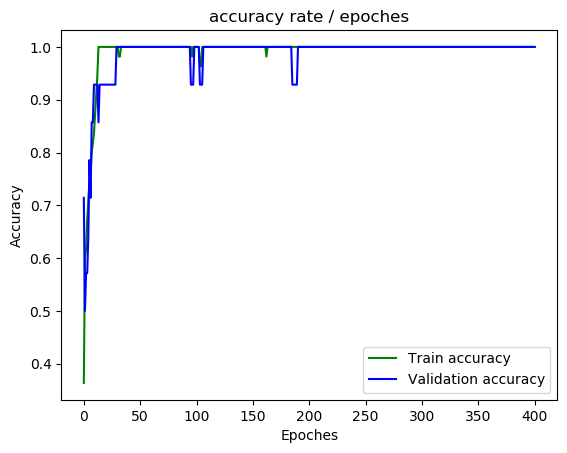 accuracy rate / epoches
1.0
0.9
0.8
0.7
0.6
0.5
0.4
Accuracy
Train accuracy
Validation accuracy
0 50 100 150 200 250 300 350 400
Epoches